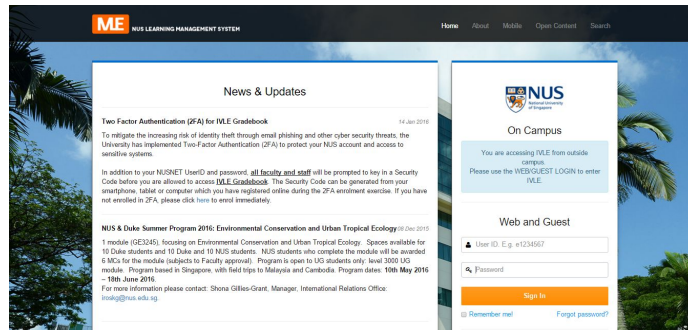 IVLE NUS LEARNING MANAGEMENT SYSTEM
Home About Mobile Open Content Search
News & Updates
Two Factor Authentication (2FA) for IVLE Gradebook 14 Jan 2016
To mitigate the increasing risk of identity theft through email phishing and other cyber security threats, the
University has implemented Two-Factor Authentication (2FA) to protect your NUS account and access to
sensitive systems.
In addition to your NUSNET UserID and password, all faculty and staff will be prompted to key in a Security
Code before you are allowed to access IVLE Gradebook. The Security Code can be generated from your
smartphone, tablet or computer which you have registered online during the 2FA enrolment exercise. If you have
not enrolled in 2FA, please click here to enrol immediately.
NUS & Duke Summer Program 2016: Environmental Conservation and Urban Tropical Ecology 08 Dec 2015
1 module (GE3245), focusing on Environmental Conservation and Urban Tropical Ecology. Spaces available for
10 Duke students and 10 Duke and 10 NUS students. NUS students who complete the module will be awarded
6 MCs for the module (subjects to Faculty approval). Program is open to UG students only: level 3000 UG
module. Program based in Singapore, with field trips to Malaysia and Cambodia. Program dates: 10th May 2016
– 18th June 2016.
For more information please contact: Shona Gillies-Grant, Manager, International Relations Office:
iroskg@nus.edu.sg.
NUS
National University
of Singapore
On Campus
You are accessing IVLE from outside
campus.
Please use the WEB/GUEST LOGIN to enter
IVLE.
Web and Guest
User ID. E.g. e1234567
Password
Sign In
Remember me! Forgot password?